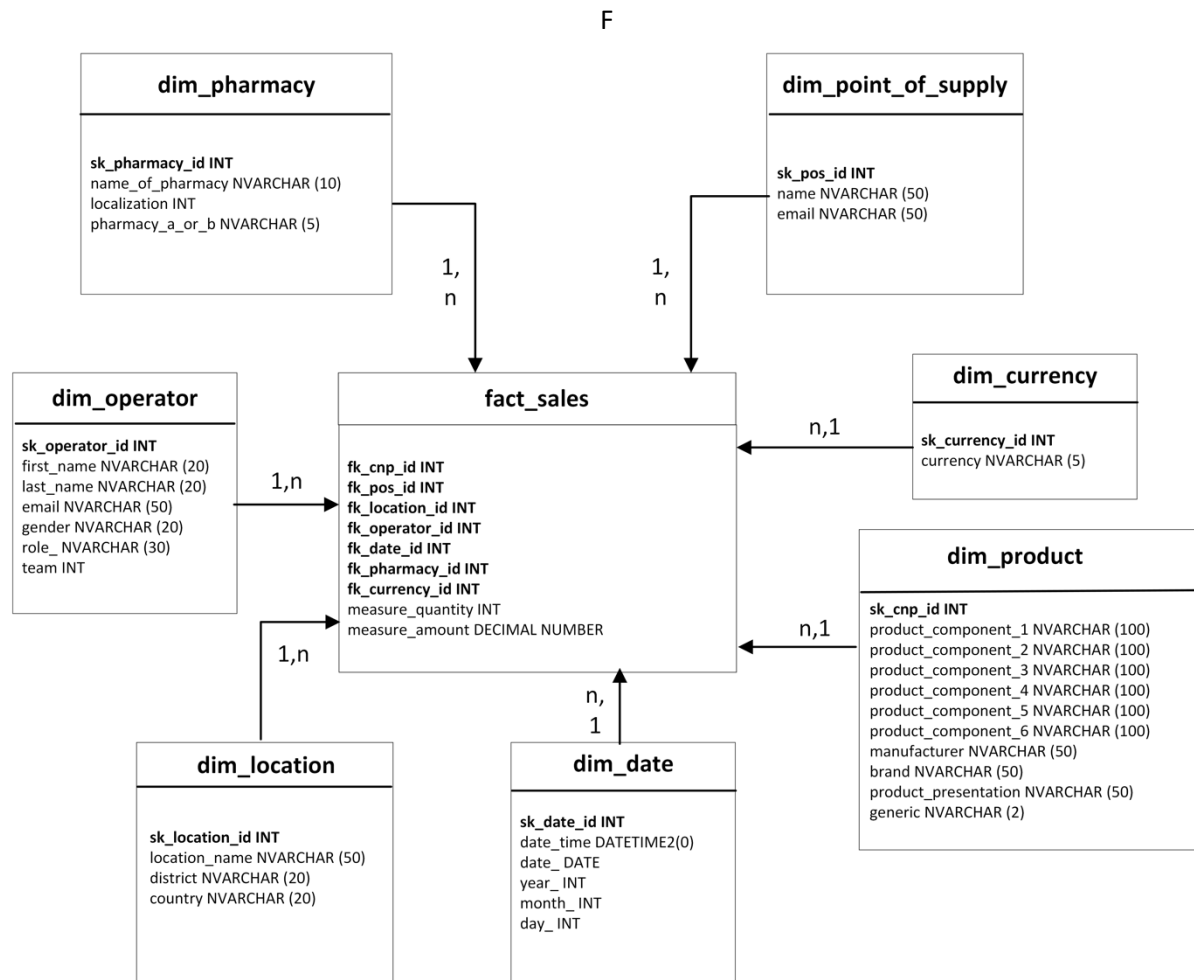 F
dim_pharmacy
sk_pharmacy_id INT
name_of_pharmacy NVARCHAR (10)
localization INT
pharmacy_a_or_b NVARCHAR (5)
1,
n
dim_point_of_supply
sk_pos_id INT
name NVARCHAR (50)
email NVARCHAR (50)
1,
n
dim_operator
sk_operator_id INT
first_name NVARCHAR (20)
last_name NVARCHAR (20)
email NVARCHAR (50)
gender NVARCHAR (20)
role_ NVARCHAR (30)
team INT
1,n
fact_sales
fk_cnp_id INT
fk_pos_id INT
fk_location_id INT
fk_operator_id INT
fk_date_id INT
fk_pharmacy_id INT
fk_currency_id INT
measure_quantity INT
measure_amount DECIMAL NUMBER
dim_currency
sk_currency_id INT
currency NVARCHAR (5)
n,1
dim_product
sk_cnp_id INT
product_component_1 NVARCHAR (100)
product_component_2 NVARCHAR (100)
product_component_3 NVARCHAR (100)
product_component_4 NVARCHAR (100)
product_component_5 NVARCHAR (100)
product_component_6 NVARCHAR (100)
manufacturer NVARCHAR (50)
brand NVARCHAR (50)
product_presentation NVARCHAR (50)
generic NVARCHAR (2)
n,1
1,n
dim_location
sk_location_id INT
location_name NVARCHAR (50)
district NVARCHAR (20)
country NVARCHAR (20)
n,
1
dim_date
sk_date_id INT
date_time DATETIME2(0)
date_ DATE
year_ INT
month_ INT
day_ INT